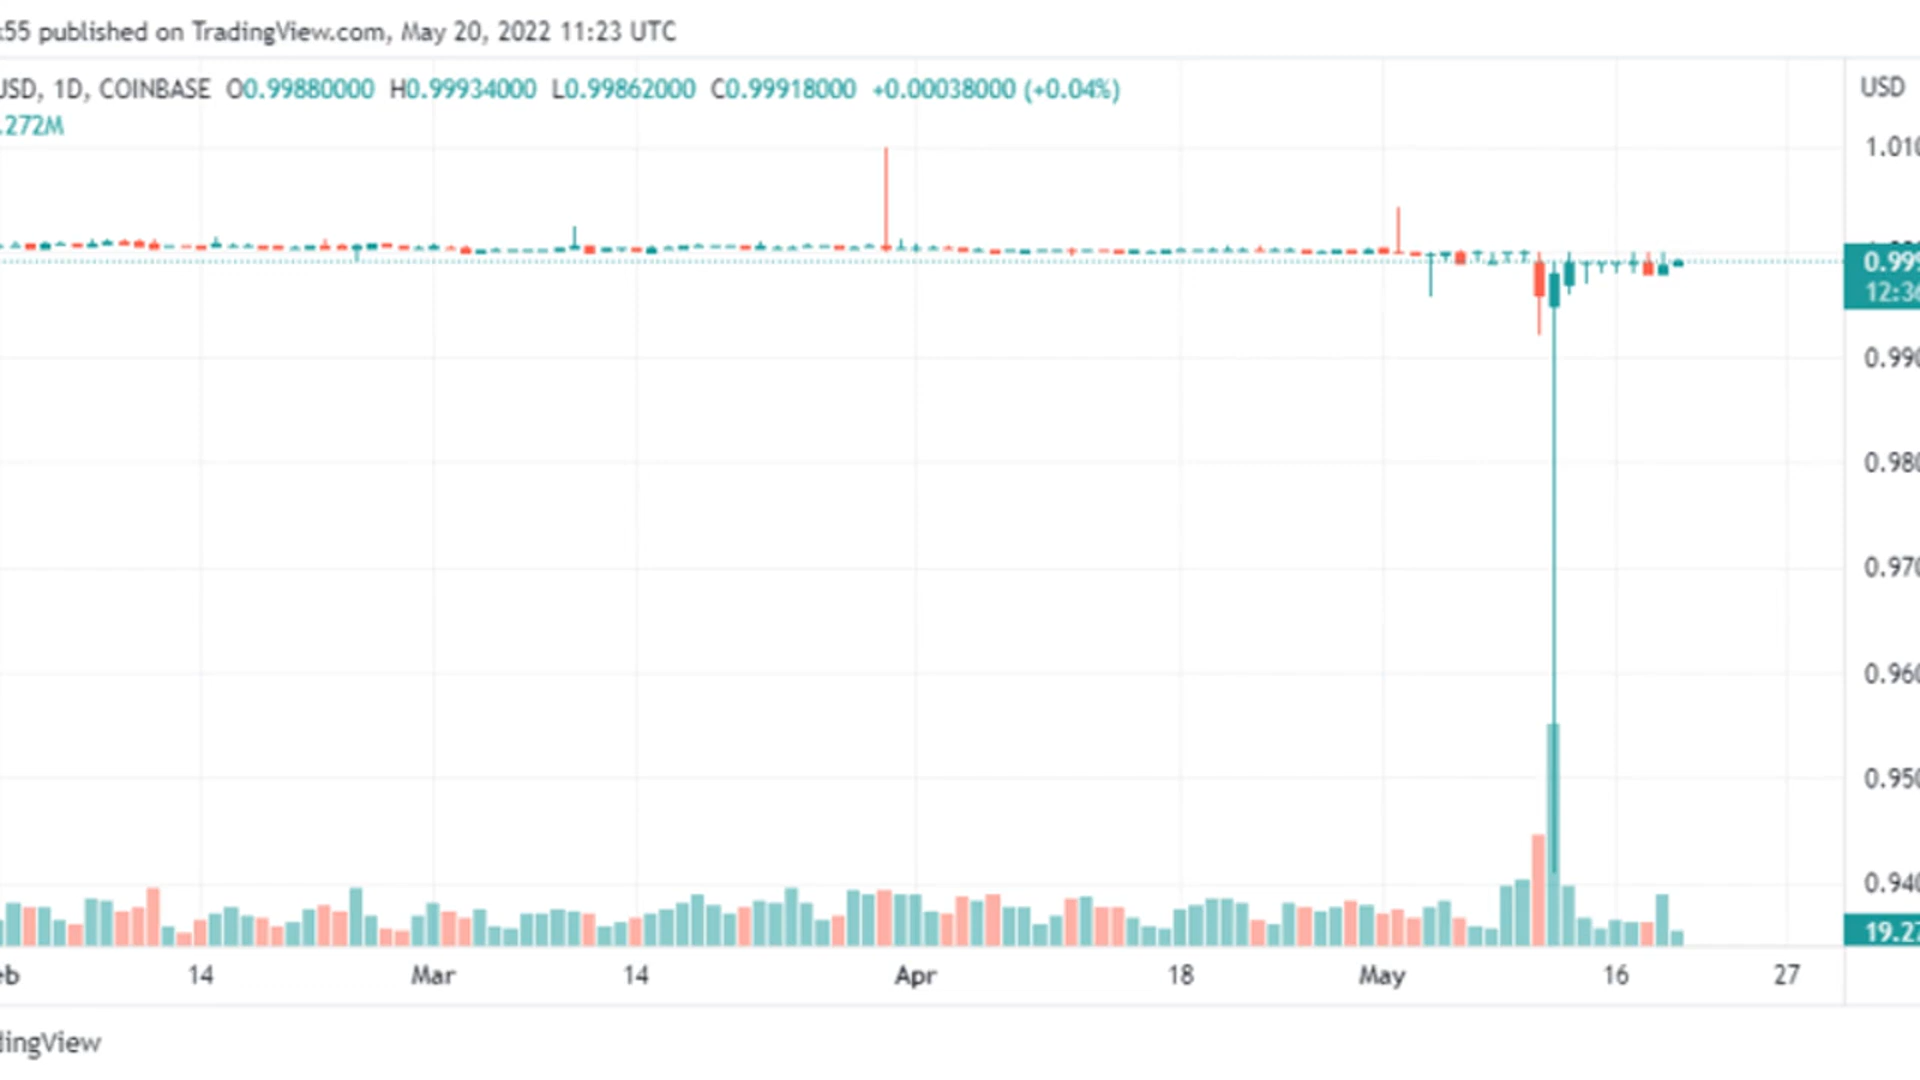 k55 published on TradingView.com, May 20, 2022 11:23 UTC
USD, 1D, COINBASE O0.99880000 H0.99934000 L0.99862000 C0.99918000 +0.00038000 (+0.04%)
.272M
USD
1.010
0.999
12:36
0.990
0.980
0.970
0.960
0.950
0.940
19.27
eb 14 Mar 14 Apr 18 May 16 27
dingView